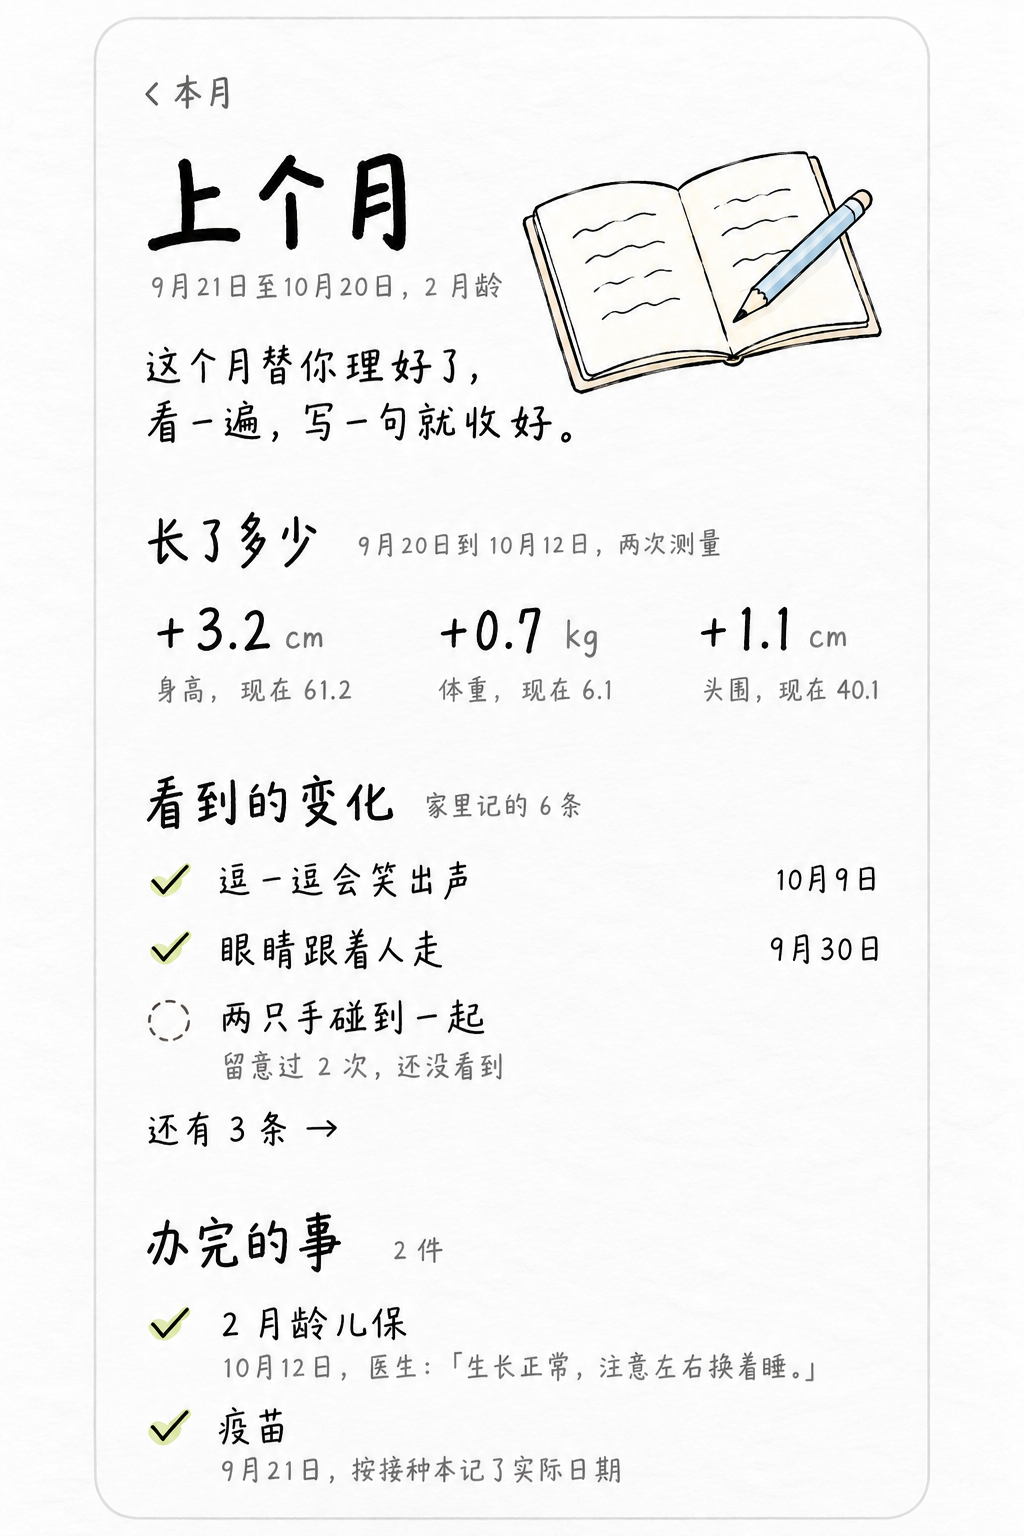 < 本月
上个月
9月21日至10月20日，2 月龄
这个月替你理好了，
看一遍，写一句就收好。
长了多少 9月20日到 10月12日，两次测量
+3.2 cm +0.7 kg +1.1 cm
身高，现在 61.2 体重，现在 6.1 头围，现在 40.1
看到的变化 家里记的 6 条
逗一逗会笑出声 10月9日
眼睛跟着人走 9月30日
两只手碰到一起
留意过 2 次，还没看到
还有 3 条 →
办完的事 2 件
2 月龄儿保
10月12日，医生：「生长正常，注意左右换着睡。」
疫苗
9月21日，按接种本记了实际日期